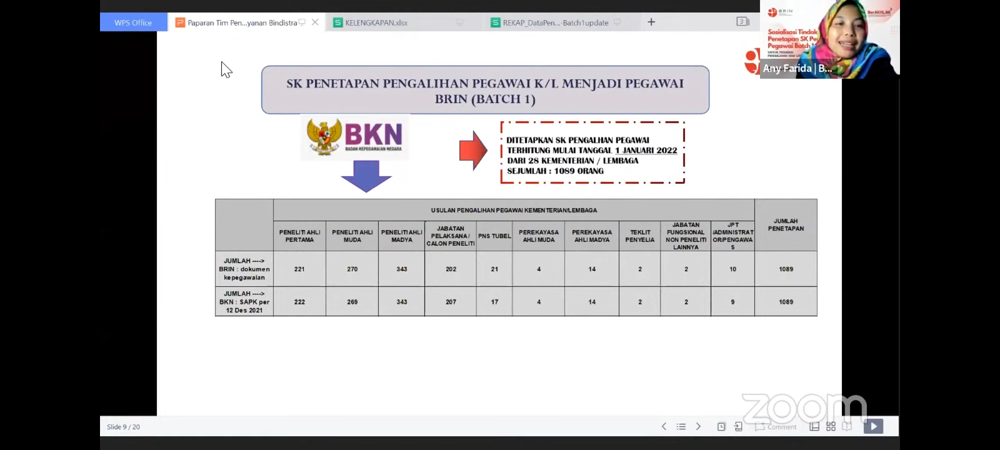 WPS Office
Paparan Tim Pen...yanan Bindistra
KELENGKAPAN.xlsx
REKAP_DataPen...-Batch1update
3
BRIN
BerAKHLAK
Sosialisasi Tindak
Penetapan SK Pe
Pegawai Batch 1
Any Farida | B...
SK PENETAPAN PENGALIHAN PEGAWAI K/L MENJADI PEGAWAI
BRIN (BATCH 1)
BKN
BADAN KEPEGAWAIAN NEGARA
DITETAPKAN SK PENGALHAN PEGAWAI
TERHITUNG MULAI TANGGAL 1 JANUARI 2022
DARI 28 KEMENTERIAN / LEMBAGA
SEJUMLAH : 1089 ORANG
USULAN PENGALIHAN PEGAWAI KEMENTERIAN/LEMBAGA
JUMLAH
PENETAPAN
PENELITI AHLI
PERTAMA
PENELITI AHLI
MUDA
PENELITI AHLI
MADYA
JABATAN
PELAKSANA /
CALON PENELITI
PNS TUBEL
PEREKAYASA
AHLI MUDA
PEREKAYASA
AHLI MADYA
TEKLIT
PENYELIA
JABATAN
FUNGSIONAL
NON PENELITI
LAINNYA
JPT
/ADMINISTRAT
OR/PENGAWA
S
JUMLAH ---->
BRIN : dokumen
kepegawaian
221 270 343 202 21 4 14 2 2 10 1089
JUMLAH ---->
BKN : SAPK per
12 Des 2021
222 269 343 207 17 4 14 2 2 9 1089
zoom
Slide 9 / 20
Comment